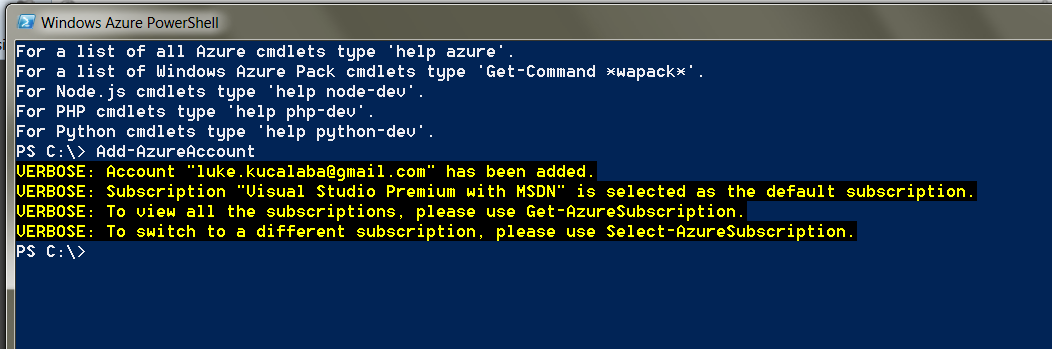 Windows Azure PowerShell
For a list of all Azure cmdlets type 'help azure'.
For a list of Windows Azure Pack cmdlets type 'Get-Command *wapack*'.
For Node.js cmdlets type 'help node-dev'.
For PHP cmdlets type 'help php-dev'.
For Python cmdlets type 'help python-dev'.
PS C:\> Add-AzureAccount
VERBOSE: Account "luke.kucalaba@gmail.com" has been added.
VERBOSE: Subscription "Visual Studio Premium with MSDN" is selected as the default subscription.
VERBOSE: To view all the subscriptions, please use Get-AzureSubscription.
VERBOSE: To switch to a different subscription, please use Select-AzureSubscription.
PS C:\>